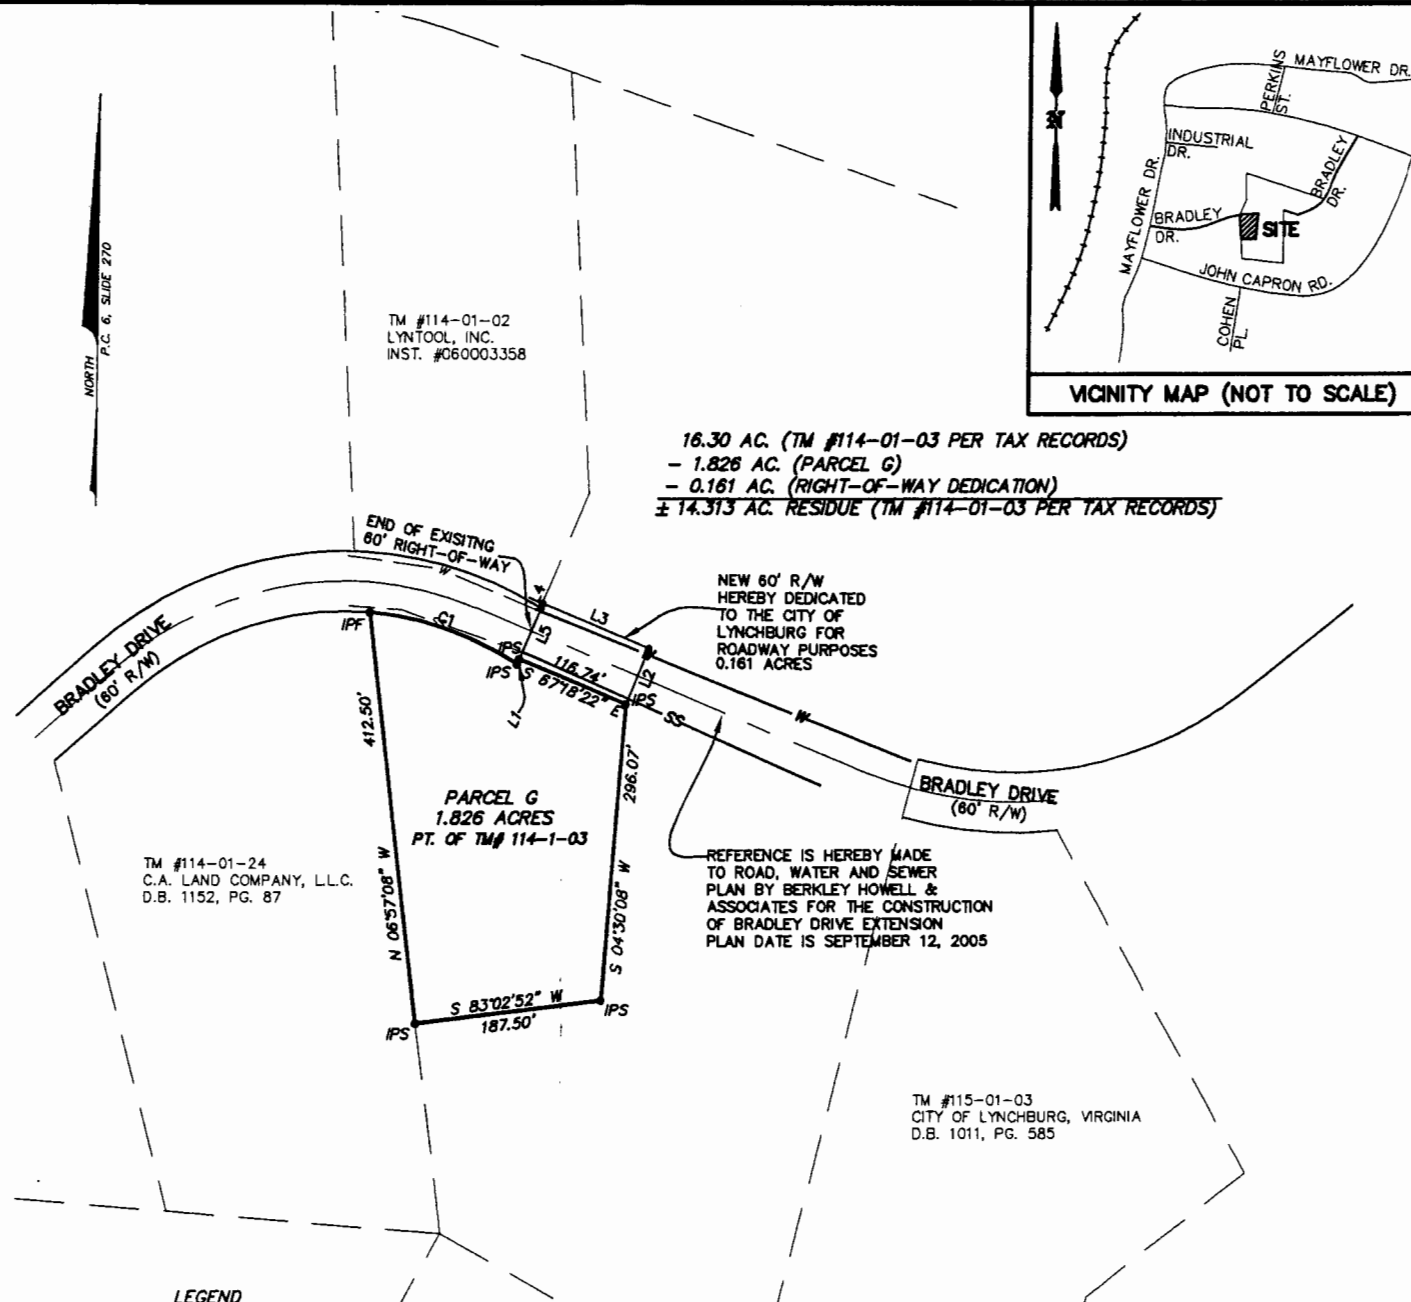 MAYFLOWER DR.
PERKINS
ST.
INDUSTRIAL
DR.
MAYFLOWER DR.
BRADLEY
DR.
BRADLEY
DR.
SITE
JOHN CAPRON RD.
COHEN
PL.
VICINITY MAP (NOT TO SCALE)
NORTH
P.C. 6, SLIDE 270
TM #114-01-02
LYNTOOL, INC.
INST. #060003358
16.30 AC. (TM #114-01-03 PER TAX RECORDS)
- 1.826 AC. (PARCEL G)
- 0.161 AC. (RIGHT-OF-WAY DEDICATION)
± 14.313 AC. RESIDUE (TM #114-01-03 PER TAX RECORDS)
END OF EXISITNG
60' RIGHT-OF-WAY
NEW 60' R/W
HEREBY DEDICATED
TO THE CITY OF
LYNCHBURG FOR
ROADWAY PURPOSES
0.161 ACRES
W
L4
L3
L5
L2
C1
IPF
IPS
IPS
116.74'
S 67°18'22" E
IPS
SS
W
L1
BRADLEY DRIVE
(60' R/W)
412.50'
N 06°57'08" W
296.07'
S 04°30'08" W
PARCEL G
1.826 ACRES
PT. OF TM# 114-1-03
BRADLEY DRIVE
(60' R/W)
TM #114-01-24
C.A. LAND COMPANY, L.L.C.
D.B. 1152, PG. 87
REFERENCE IS HEREBY MADE
TO ROAD, WATER AND SEWER
PLAN BY BERKLEY HOWELL &
ASSOCIATES FOR THE CONSTRUCTION
OF BRADLEY DRIVE EXTENSION
PLAN DATE IS SEPTEMBER 12, 2005
S 83°02'52" W
187.50'
IPS
IPS
TM #115-01-03
CITY OF LYNCHBURG, VIRGINIA
D.B. 1011, PG. 585
LEGEND